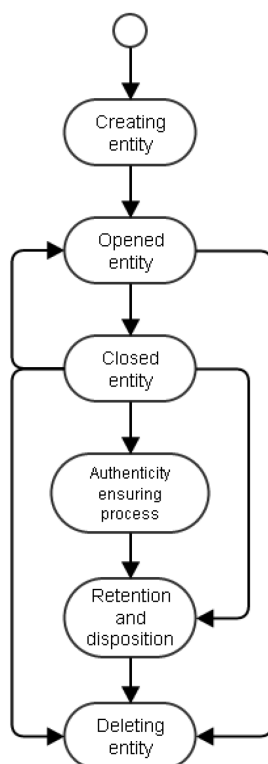 Creating
entity
Opened
entity
Closed
entity
Authenticity
ensuring
process
Retention
and
disposition
Deleting
entity